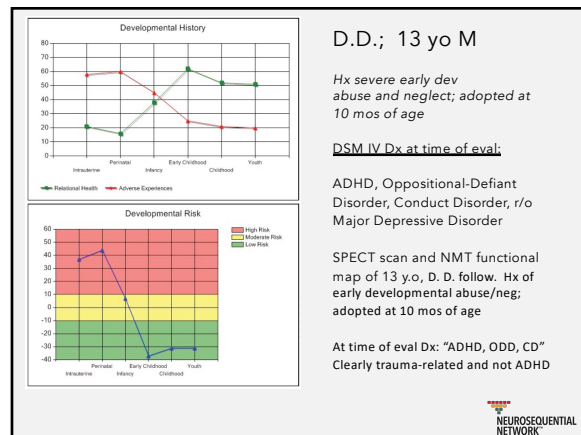 Developmental History
80
70
60
50
40
30
20
10
0
Perinatal Early Childhood Youth
Intrauterine Infancy Childhood
Relational Health Adverse Experiences
Developmental Risk
High Risk
Moderate Risk
Low Risk
60
50
40
30
20
10
0
-10
-20
-30
-40
Perinatal Early Childhood Youth
Intrauterine Infancy Childhood
D.D.; 13 yo M
Hx severe early dev
abuse and neglect; adopted at
10 mos of age
DSM IV Dx at time of eval:
ADHD, Oppositional-Defiant
Disorder, Conduct Disorder, r/o
Major Depressive Disorder
SPECT scan and NMT functional
map of 13 y.o, D. D. follow. Hx of
early developmental abuse/neg;
adopted at 10 mos of age
At time of eval Dx: “ADHD, ODD, CD”
Clearly trauma-related and not ADHD
NEUROSEQUENTIAL
NETWORK™